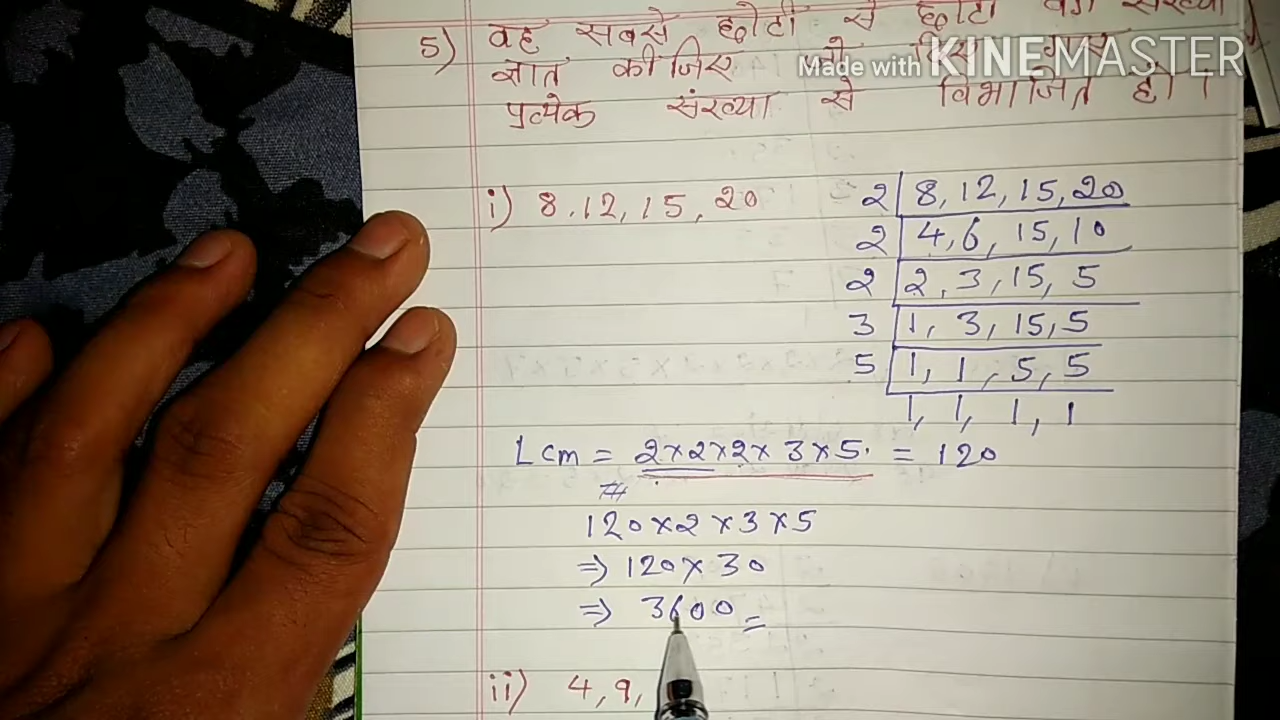 5) वह सबसे छोटी से छोटी वर्ग संख्या
ज्ञात कीजिए जो
Made with KINEMASTER
प्रत्येक संख्या से विभाजित हो।
i) 8,12,15,20
2 | 8,12,15,20
2 | 4,6,15,10
2 | 2,3,15,5
3 | 1,3,15,5
5 | 1,1,5,5
1,1,1,1
Lcm = 2×2×2×3×5. = 120
120×2×3×5
⇒ 120×30
⇒ 3600 =
ii) 4,9,